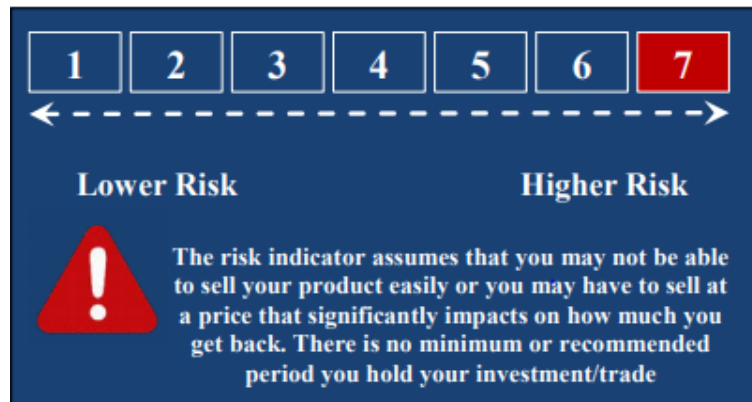 1 2 3 4 5 6 7
Lower Risk Higher Risk
The risk indicator assumes that you may not be able
to sell your product easily or you may have to sell at
a price that significantly impacts on how much you
get back. There is no minimum or recommended
period you hold your investment/trade